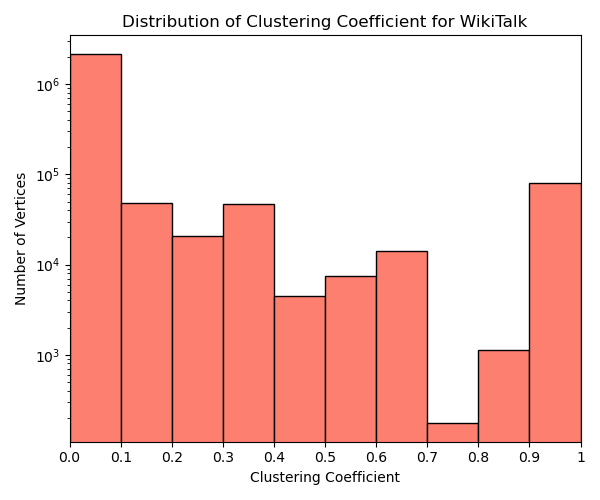 Distribution of Clustering Coefficient for WikiTalk
Number of Vertices
10^6
10^5
10^4
10^3
0.0 0.1 0.2 0.3 0.4 0.5 0.6 0.7 0.8 0.9 1
Clustering Coefficient